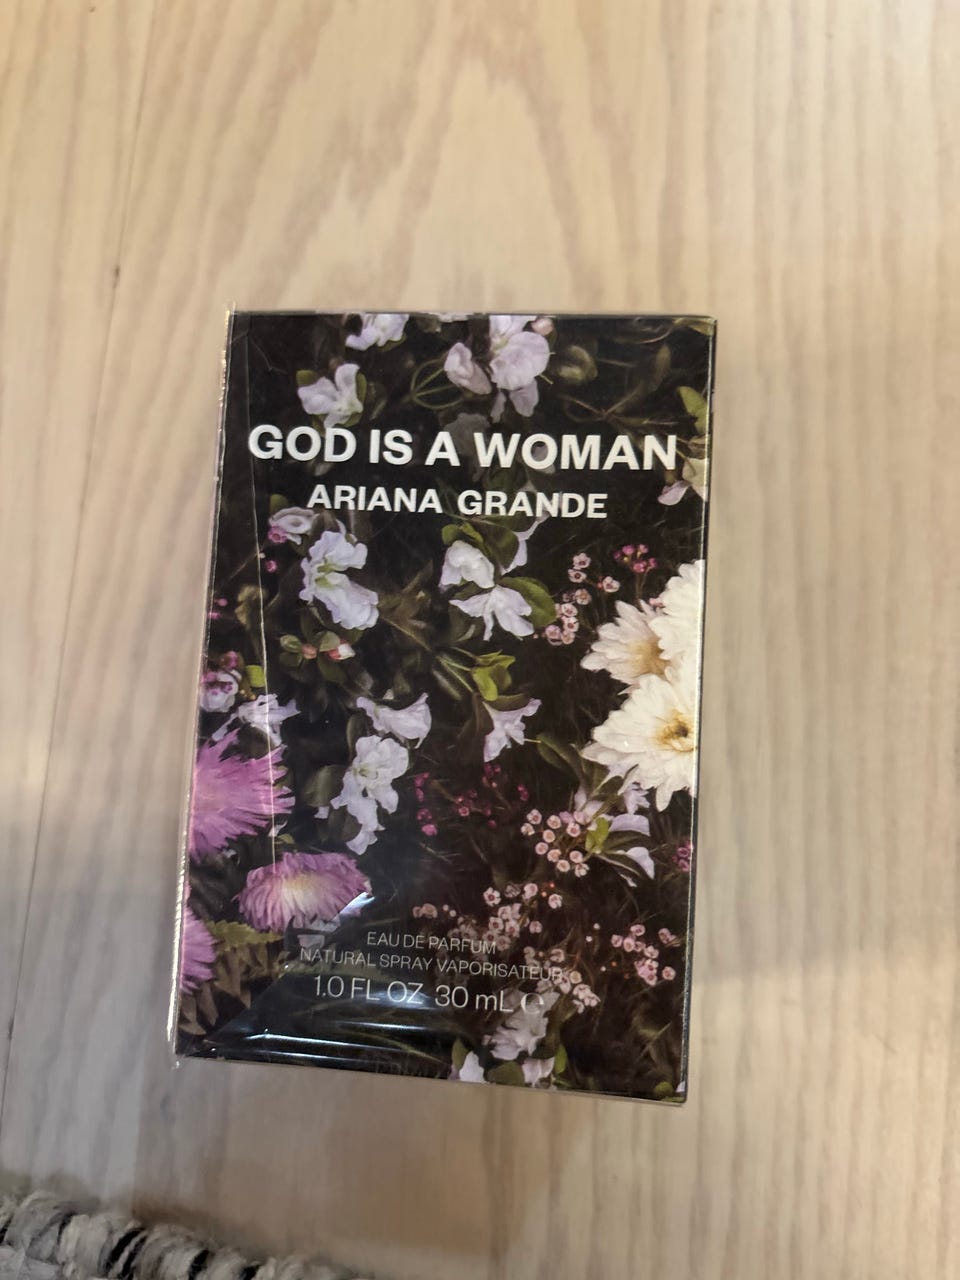 GOD IS A WOMAN
ARIANA GRANDE
EAU DE PARFUM
NATURAL SPRAY VAPORISATEUR
1.0 FL OZ 30 mL ℮